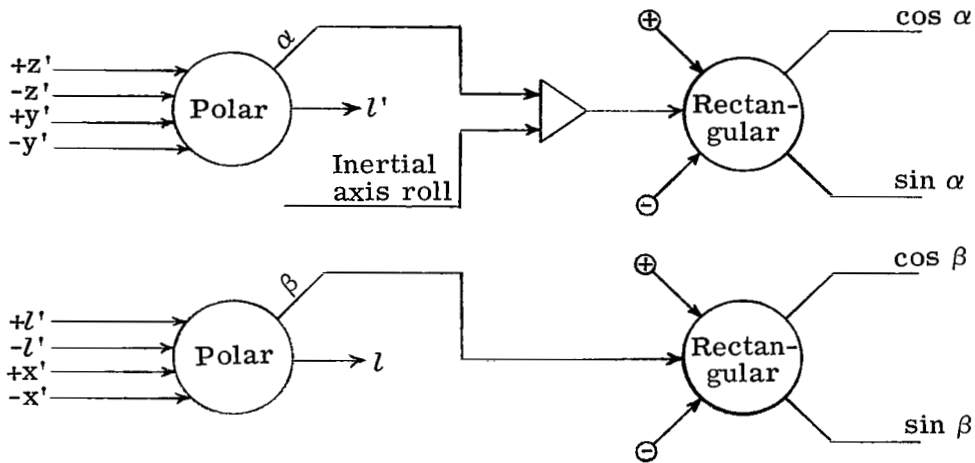 +z'
-z'
+y'
-y'
Polar
α
l'
Inertial
axis roll
+
Rectan-
gular
-
cos α
sin α
+l'
-l'
+x'
-x'
Polar
β
l
+
Rectan-
gular
-
cos β
sin β